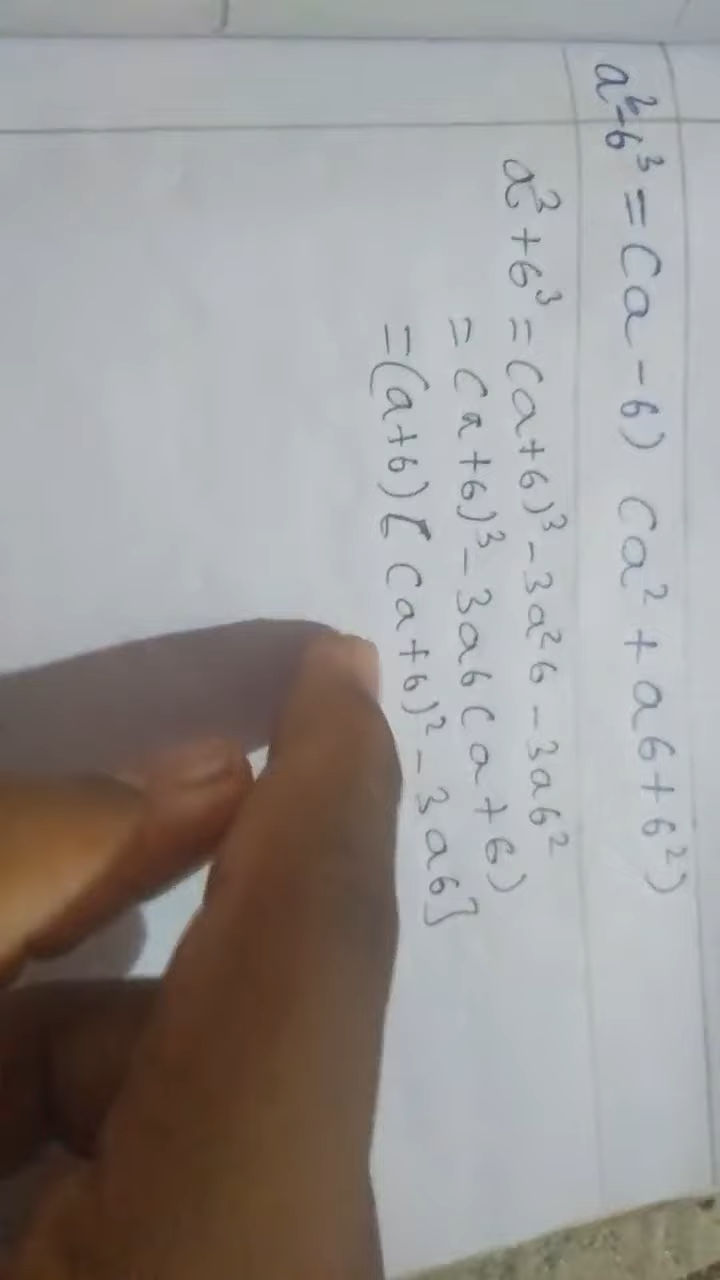 a³-b³ = (a-b) (a²+ab+b²)
a³+b³ = (a+b)³-3a²b-3ab²
= (a+b)³-3ab(a+b)
= (a+b)[(a+b)²-3ab]